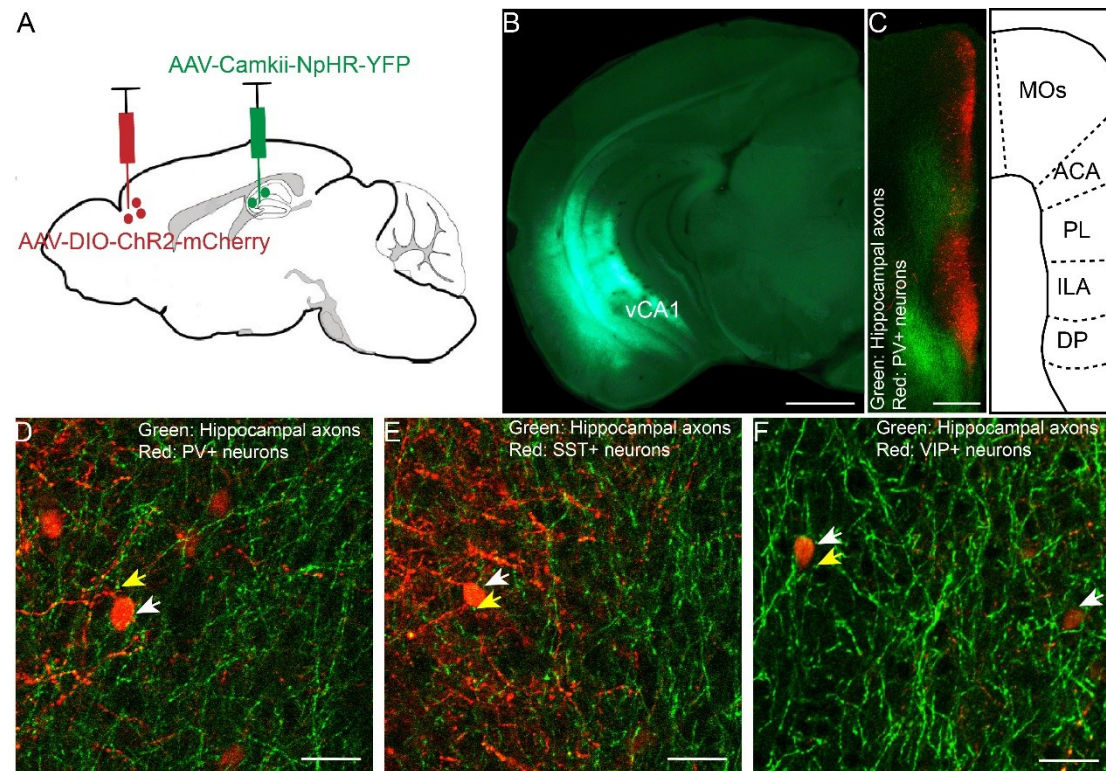 A
AAV-Camkii-NpHR-YFP
AAV-DIO-ChR2-mCherry
B
vCA1
C
Green: Hippocampal axons
Red: PV+ neurons
MOs
ACA
PL
ILA
DP
D
Green: Hippocampal axons
Red: PV+ neurons
E
Green: Hippocampal axons
Red: SST+ neurons
F
Green: Hippocampal axons
Red: VIP+ neurons